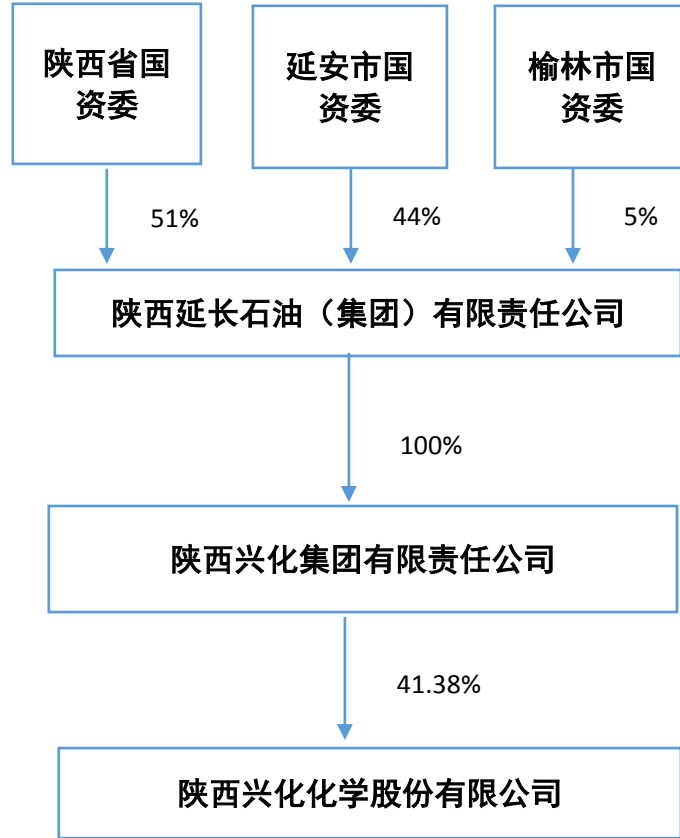 陕西省国
资委
延安市国
资委
榆林市国
资委
51%
44%
5%
陕西延长石油（集团）有限责任公司
100%
陕西兴化集团有限责任公司
41.38%
陕西兴化化学股份有限公司